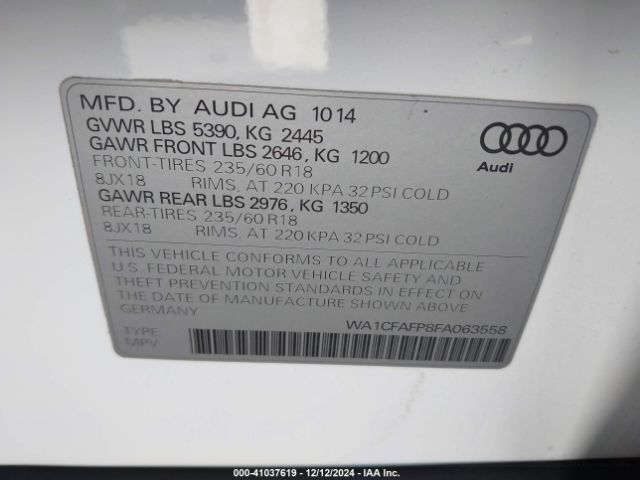 MFD. BY AUDI AG 10 14
GVWR LBS 5390, KG 2445
GAWR FRONT LBS 2646, KG 1200
FRONT-TIRES 235/60 R18
8JX18 RIMS, AT 220 KPA 32 PSI COLD
GAWR REAR LBS 2976, KG 1350
REAR-TIRES 235/60 R18
8JX18 RIMS, AT 220 KPA 32 PSI COLD
Audi
THIS VEHICLE CONFORMS TO ALL APPLICABLE
U.S. FEDERAL MOTOR VEHICLE SAFETY AND
THEFT PREVENTION STANDARDS IN EFFECT ON
THE DATE OF MANUFACTURE SHOWN ABOVE
GERMANY
WA1CFAFP8FA063558
TYPE
MPV
000-41037619 - 12/12/2024 - IAA Inc.